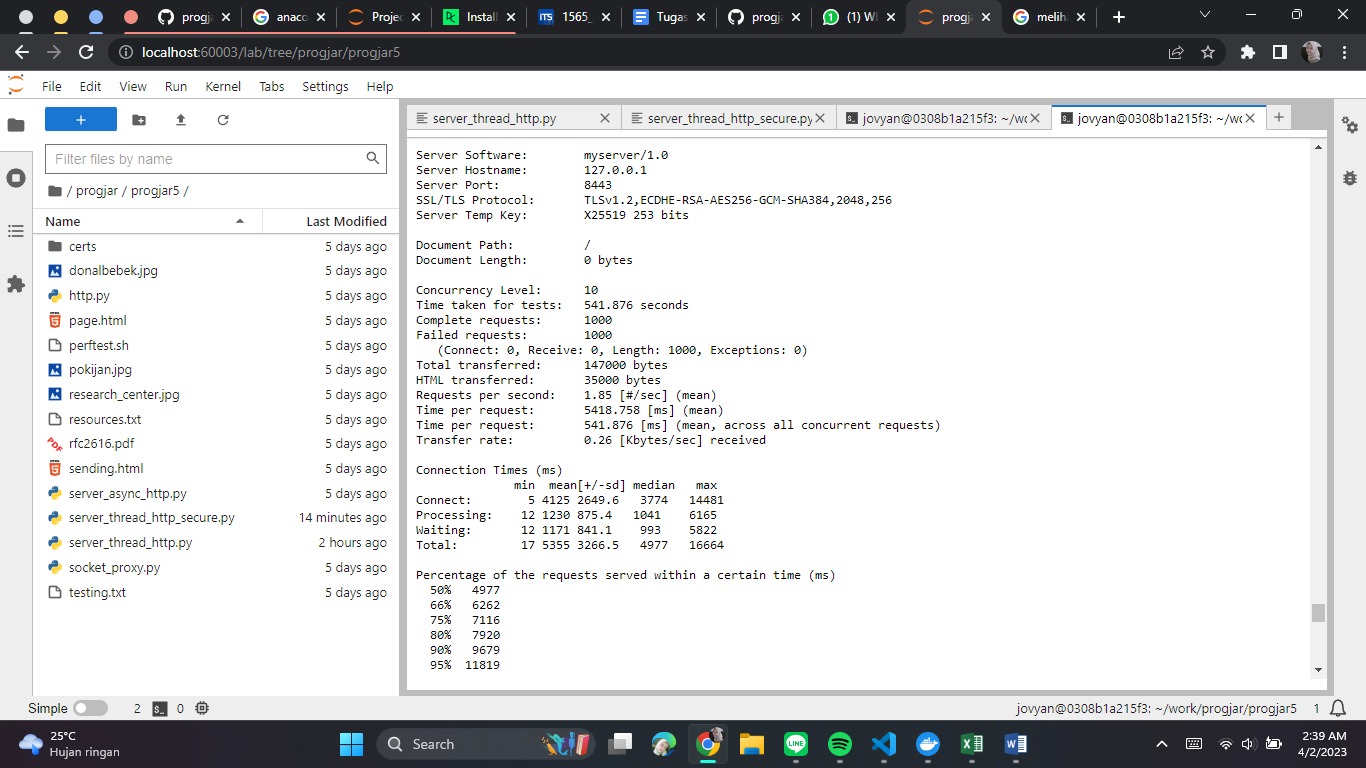 progja
anaco
Projec
Install
1565_
Tugas
progja
(1) W
progja
meliha
localhost:60003/lab/tree/progjar/progjar5
File Edit View Run Kernel Tabs Settings Help
server_thread_http.py
server_thread_http_secure.py
jovyan@0308b1a215f3: ~/wo
jovyan@0308b1a215f3: ~/wo
Filter files by name
/ progjar / progjar5 /
Name Last Modified
certs 5 days ago
donalbebek.jpg 5 days ago
http.py 5 days ago
page.html 5 days ago
perftest.sh 5 days ago
pokijan.jpg 5 days ago
research_center.jpg 5 days ago
resources.txt 5 days ago
rfc2616.pdf 5 days ago
sending.html 5 days ago
server_async_http.py 5 days ago
server_thread_http_secure.py 14 minutes ago
server_thread_http.py 2 hours ago
socket_proxy.py 5 days ago
testing.txt 5 days ago
Server Software: myserver/1.0
Server Hostname: 127.0.0.1
Server Port: 8443
SSL/TLS Protocol: TLSv1.2,ECDHE-RSA-AES256-GCM-SHA384,2048,256
Server Temp Key: X25519 253 bits
Document Path: /
Document Length: 0 bytes
Concurrency Level: 10
Time taken for tests: 541.876 seconds
Complete requests: 1000
Failed requests: 1000
(Connect: 0, Receive: 0, Length: 1000, Exceptions: 0)
Total transferred: 147000 bytes
HTML transferred: 35000 bytes
Requests per second: 1.85 [#/sec] (mean)
Time per request: 5418.758 [ms] (mean)
Time per request: 541.876 [ms] (mean, across all concurrent requests)
Transfer rate: 0.26 [Kbytes/sec] received
Connection Times (ms)
min mean[+/-sd] median max
Connect: 5 4125 2649.6 3774 14481
Processing: 12 1230 875.4 1041 6165
Waiting: 12 1171 841.1 993 5822
Total: 17 5355 3266.5 4977 16664
Percentage of the requests served within a certain time (ms)
50% 4977
66% 6262
75% 7116
80% 7920
90% 9679
95% 11819
Simple 2 0 jovyan@0308b1a215f3: ~/work/progjar/progjar5 1
25°C
Hujan ringan
Search
2:39 AM
4/2/2023